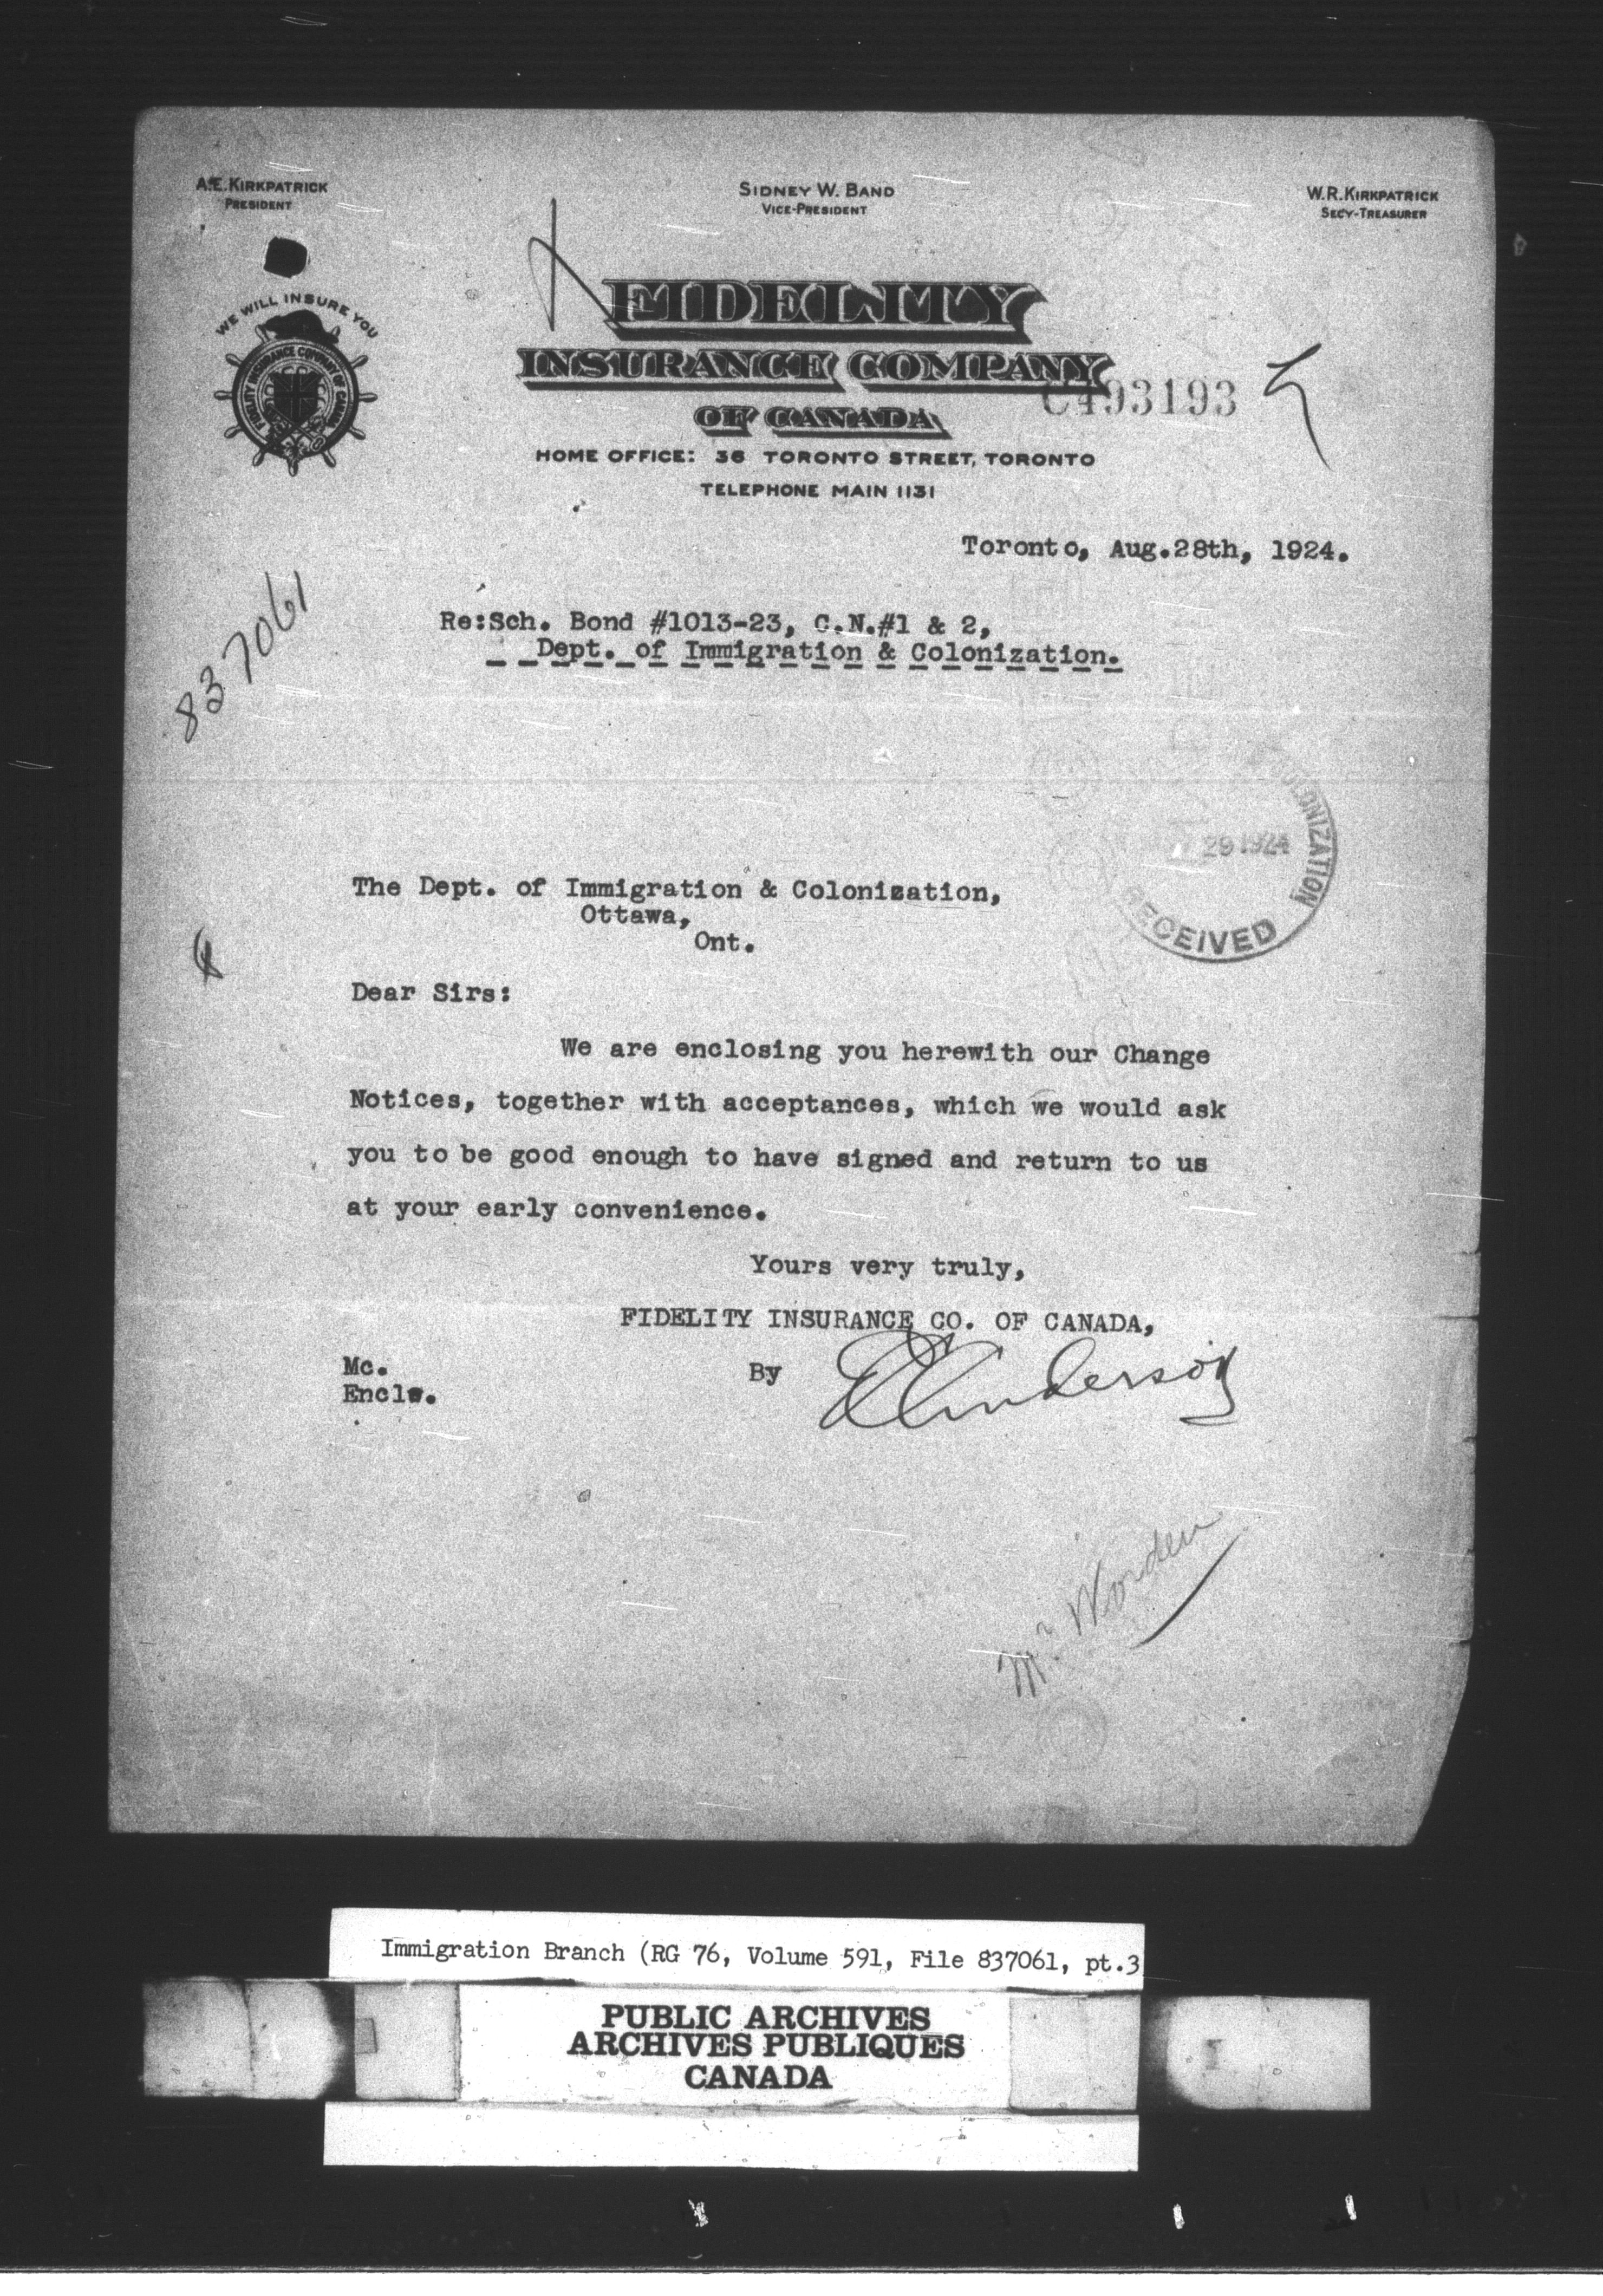 A.E. KIRKPATRICK
PRESIDENT
SIDNEY W. BAND
VICE-PRESIDENT
W.R. KIRKPATRICK
SECY-TREASURER
WE WILL INSURE YOU
FIDELITY INSURANCE COMPANY OF CANADA
FIDELITY
INSURANCE COMPANY
OF CANADA
C493193
HOME OFFICE: 36 TORONTO STREET, TORONTO
TELEPHONE MAIN 1131
Toronto, Aug.28th, 1924.
837061
Re:Sch. Bond #1013-23, C.N.#1 & 2,
Dept. of Immigration & Colonization.
COLONIZATION
29 1924
RECEIVED
The Dept. of Immigration & Colonization,
Ottawa,
Ont.
Dear Sirs:
We are enclosing you herewith our Change
Notices, together with acceptances, which we would ask
you to be good enough to have signed and return to us
at your early convenience.
Yours very truly,
FIDELITY INSURANCE CO. OF CANADA,
Mc.
By Anderson
Encls.
Mr Worden
Immigration Branch (RG 76, Volume 591, File 837061, pt.3
PUBLIC ARCHIVES
ARCHIVES PUBLIQUES
CANADA